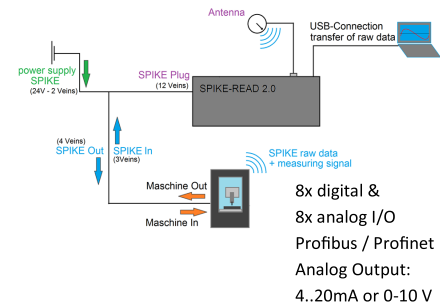 Antenna
USB-Connection
transfer of raw data
power supply
SPIKE
(24V - 2 Veins)
SPIKE Plug
(12 Veins)
SPIKE-READ 2.0
(4 Veins)
SPIKE Out
SPIKE In
(3Veins)
SPIKE raw data
+ measuring signal
Maschine Out
Maschine In
8x digital &
8x analog I/O
Profibus / Profinet
Analog Output:
4..20mA or 0-10 V